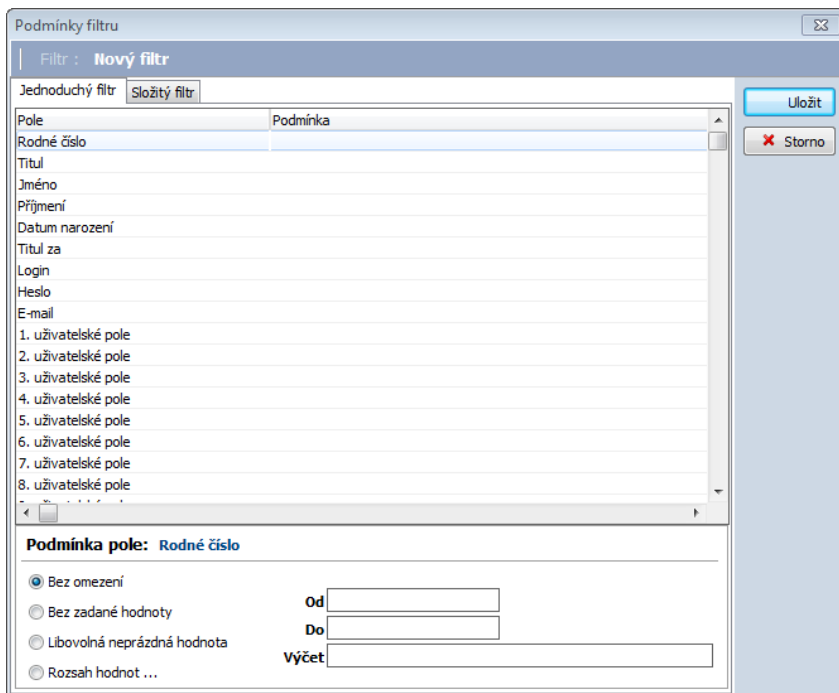 Podmínky filtru
Filtr : Nový filtr
Jednoduchý filtr Složitý filtr
Uložit
Storno
Pole Podmínka
Rodné číslo
Titul
Jméno
Příjmení
Datum narození
Titul za
Login
Heslo
E-mail
1. uživatelské pole
2. uživatelské pole
3. uživatelské pole
4. uživatelské pole
5. uživatelské pole
6. uživatelské pole
7. uživatelské pole
8. uživatelské pole
Podmínka pole: Rodné číslo
Bez omezení
Bez zadané hodnoty
Libovolná neprázdná hodnota
Rozsah hodnot ...
Od
Do
Výčet